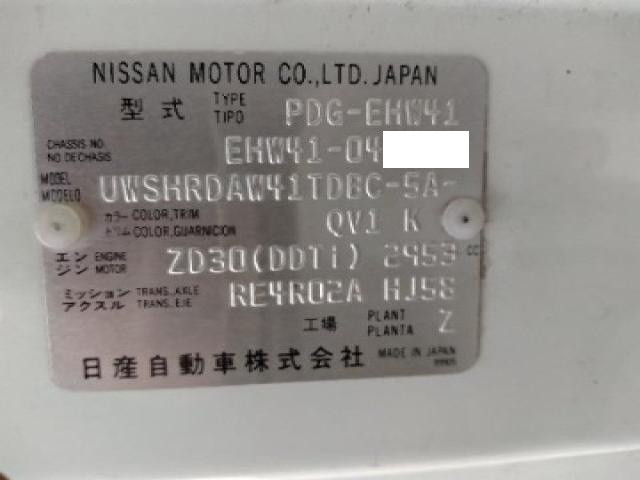 NISSAN MOTOR CO.,LTD. JAPAN
型式 TYPE TIPO PDG-EHW41
CHASSIS NO. NO DE CHASIS EHW41-04
MODEL MODELO UWSHRDAW41TDBC-5A-
カラー COLOR,TRIM トリム COLOR,GUARNICION QV1 K
エンジン ENGINE MOTOR ZD30(DDTi) 2953 CC
ミッション TRANS.,AXLE アクスル TRANS.,EJE RE4R02A HJ58
工場 PLANT PLANTA Z
日産自動車株式会社 MADE IN JAPAN